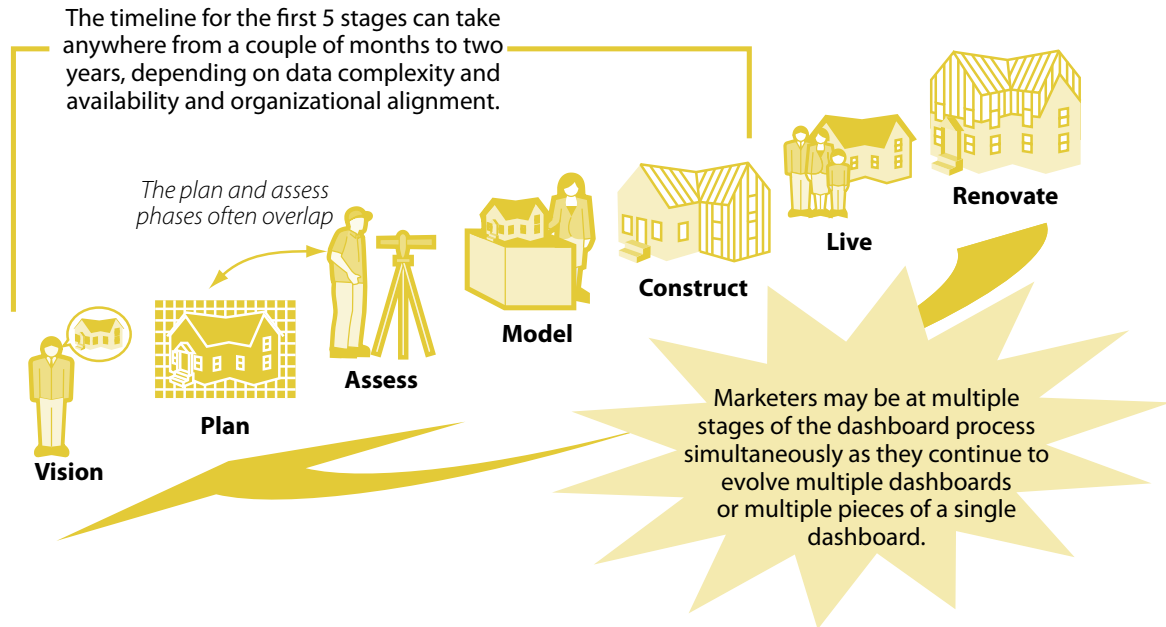 The timeline for the first 5 stages can take
anywhere from a couple of months to two
years, depending on data complexity and
availability and organizational alignment.
The plan and assess
phases often overlap
Vision
Plan
Assess
Model
Construct
Live
Renovate
Marketers may be at multiple
stages of the dashboard process
simultaneously as they continue to
evolve multiple dashboards
or multiple pieces of a single
dashboard.